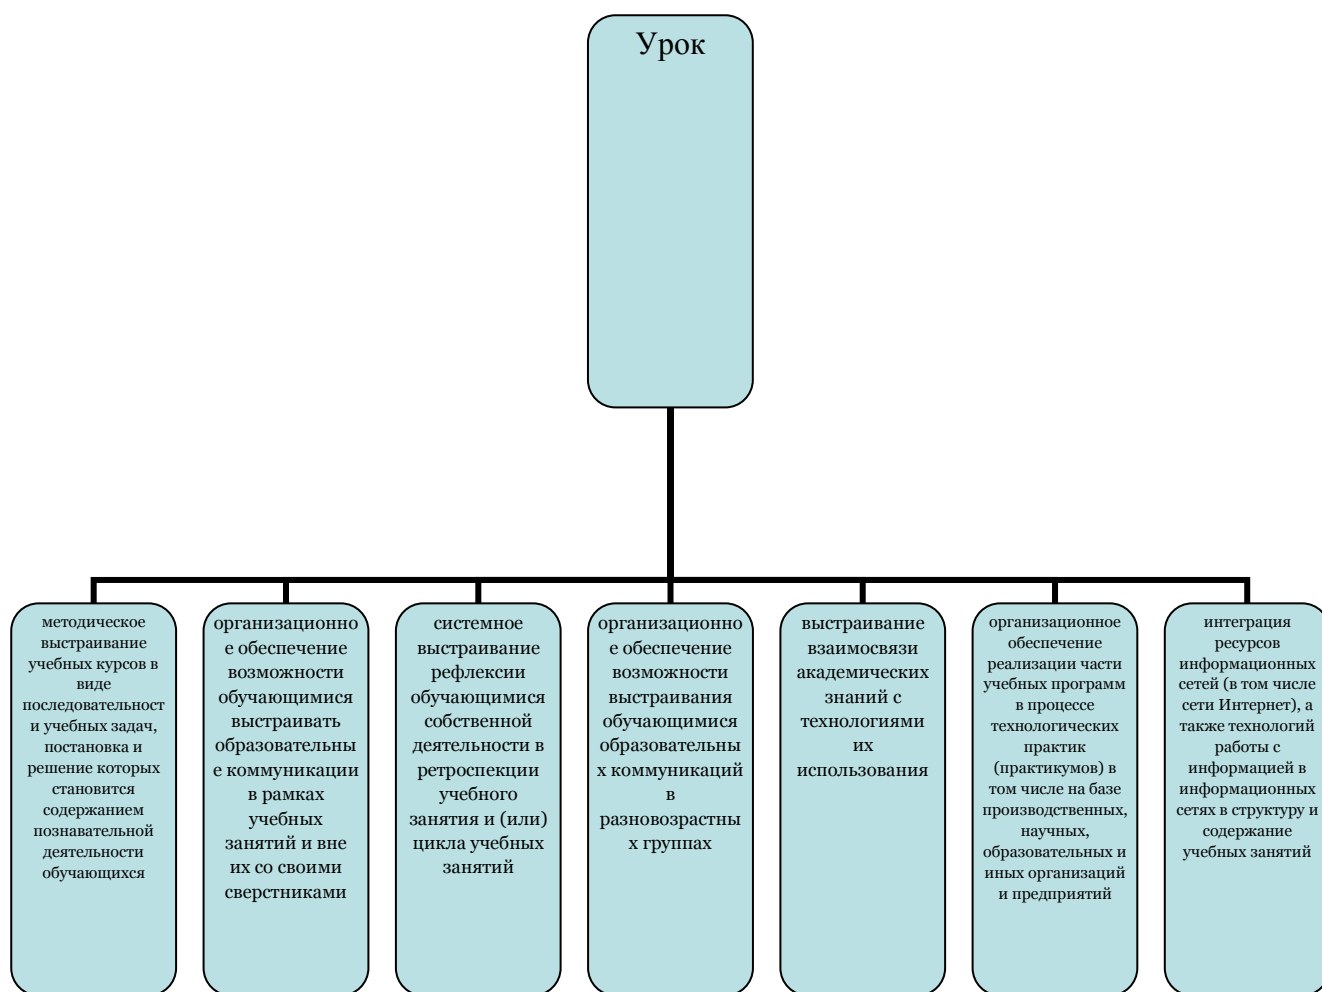 Урок
методическое
выстраивание
учебных курсов в
виде
последовательност
и учебных задач,
постановка и
решение которых
становится
содержанием
познавательной
деятельности
обучающихся
организационно
е обеспечение
возможности
обучающимися
выстраивать
образовательны
е коммуникации
в рамках
учебных
занятий и вне
их со своими
сверстниками
системное
выстраивание
рефлексии
обучающимися
собственной
деятельности в
ретроспекции
учебного
занятия и (или)
цикла учебных
занятий
организационно
е обеспечение
возможности
выстраивания
обучающимися
образовательны
х коммуникаций
в
разновозрастны
х группах
выстраивание
взаимосвязи
академических
знаний с
технологиями
их
использования
организационное
обеспечение
реализации части
учебных программ
в процессе
технологических
практик
(практикумов) в
том числе на базе
производственных,
научных,
образовательных и
иных организаций
и предприятий
интеграция
ресурсов
информационных
сетей (в том числе
сети Интернет), а
также технологий
работы с
информацией в
информационных
сетях в структуру и
содержание
учебных занятий